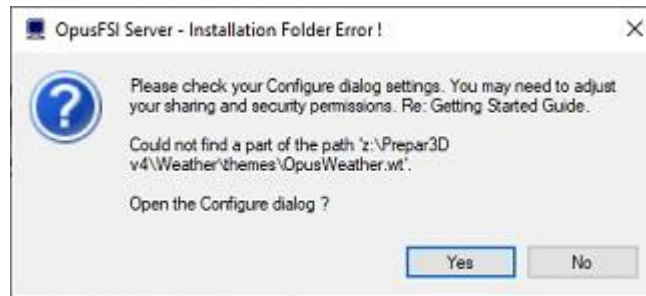 OpusFSI Server - Installation Folder Error !
Please check your Configure dialog settings. You may need to adjust
your sharing and security permissions. Re: Getting Started Guide.
Could not find a part of the path 'z:\Prepar3D
v4\Weather\themes\OpusWeather.wt'.
Open the Configure dialog ?
Yes
No